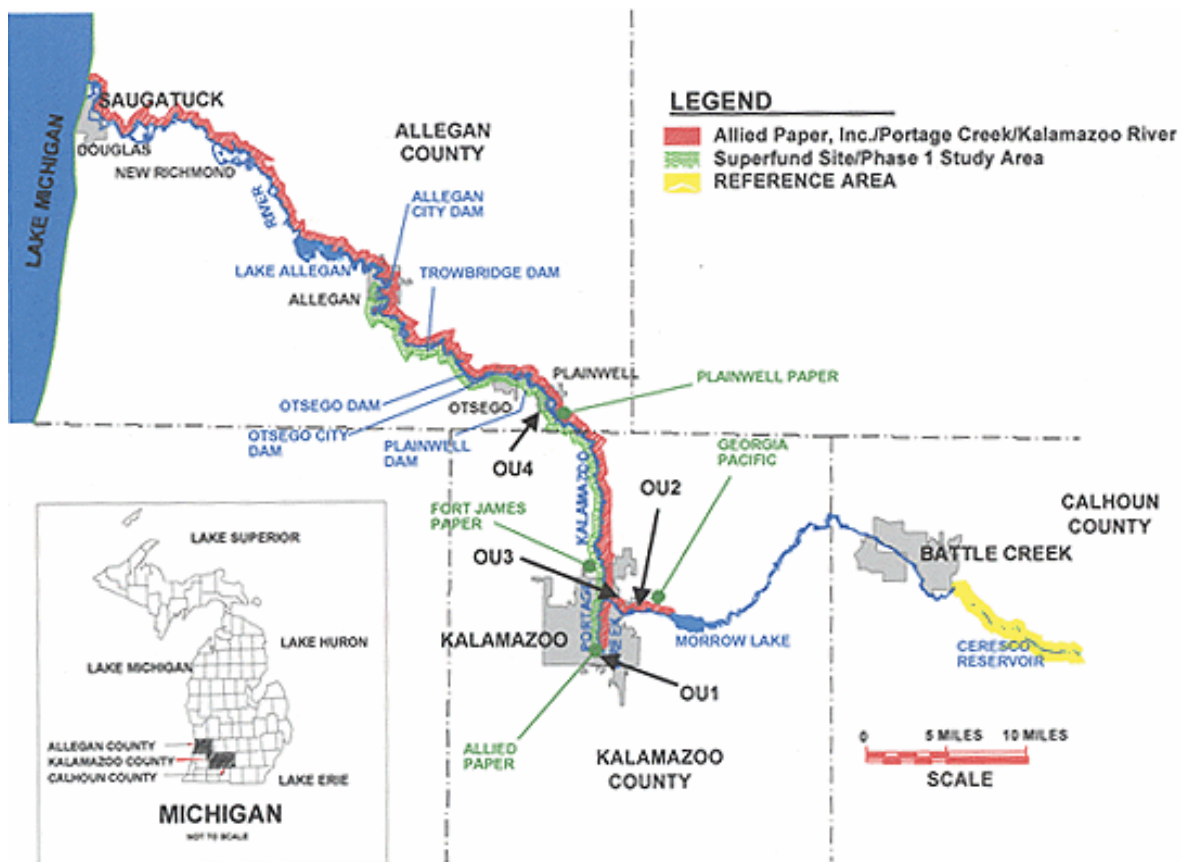 SAUGATUCK
DOUGLAS
NEW RICHMOND
LAKE MICHIGAN
RIVER
ALLEGAN
COUNTY
ALLEGAN
CITY DAM
LAKE ALLEGAN
TROWBRIDGE DAM
ALLEGAN
LEGEND
Allied Paper, Inc./Portage Creek/Kalamazoo River
Superfund Site/Phase 1 Study Area
REFERENCE AREA
PLAINWELL
PLAINWELL PAPER
OTSEGO DAM
OTSEGO
OTSEGO CITY
DAM
PLAINWELL
DAM
OU4
KALAMAZOO
FORT JAMES
PAPER
GEORGIA
PACIFIC
OU2
OU3
CALHOUN
COUNTY
BATTLE CREEK
KALAMAZOO
PORTAGE
MORROW LAKE
CERESCO
RESERVOIR
OU1
ALLIED
PAPER
KALAMAZOO
COUNTY
0 5 MILES 10 MILES
SCALE
LAKE SUPERIOR
LAKE HURON
LAKE MICHIGAN
ALLEGAN COUNTY
KALAMAZOO COUNTY
CALHOUN COUNTY
LAKE ERIE
MICHIGAN
NOT TO SCALE